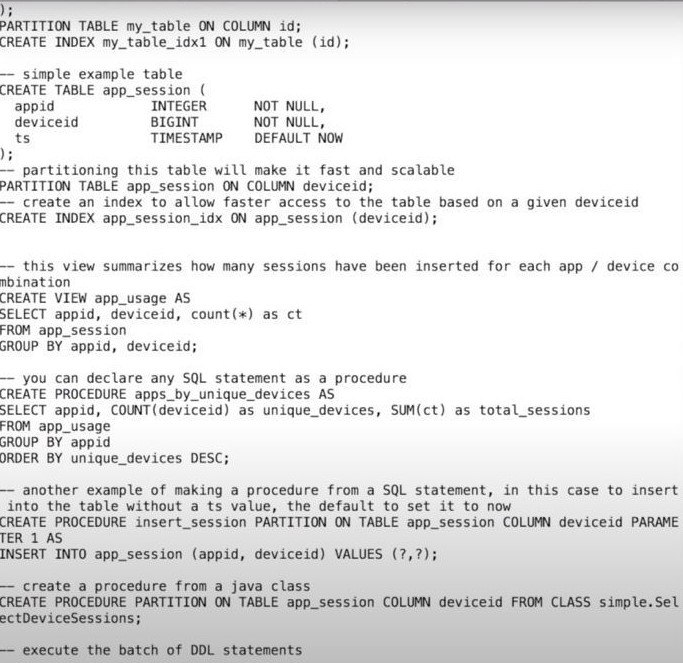 );
PARTITION TABLE my_table ON COLUMN id;
CREATE INDEX my_table_idx1 ON my_table (id);
-- simple example table
CREATE TABLE app_session (
  appid            INTEGER      NOT NULL,
  deviceid         BIGINT       NOT NULL,
  ts               TIMESTAMP    DEFAULT NOW
);
-- partitioning this table will make it fast and scalable
PARTITION TABLE app_session ON COLUMN deviceid;
-- create an index to allow faster access to the table based on a given deviceid
CREATE INDEX app_session_idx ON app_session (deviceid);
-- this view summarizes how many sessions have been inserted for each app / device co
mbination
CREATE VIEW app_usage AS
SELECT appid, deviceid, count(*) as ct
FROM app_session
GROUP BY appid, deviceid;
-- you can declare any SQL statement as a procedure
CREATE PROCEDURE apps_by_unique_devices AS
SELECT appid, COUNT(deviceid) as unique_devices, SUM(ct) as total_sessions
FROM app_usage
GROUP BY appid
ORDER BY unique_devices DESC;
-- another example of making a procedure from a SQL statement, in this case to insert
 into the table without a ts value, the default to set it to now
CREATE PROCEDURE insert_session PARTITION ON TABLE app_session COLUMN deviceid PARAME
TER 1 AS
INSERT INTO app_session (appid, deviceid) VALUES (?,?);
-- create a procedure from a java class
CREATE PROCEDURE PARTITION ON TABLE app_session COLUMN deviceid FROM CLASS simple.Sel
ectDeviceSessions;
-- execute the batch of DDL statements